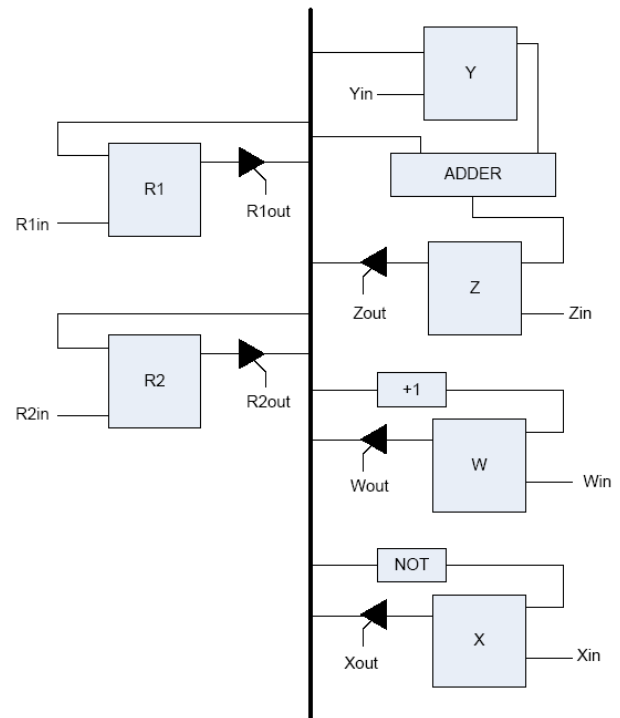 Y
Yin
ADDER
R1
R1in
R1out
Z
Zout
Zin
R2
R2in
R2out
+1
W
Wout
Win
NOT
X
Xout
Xin